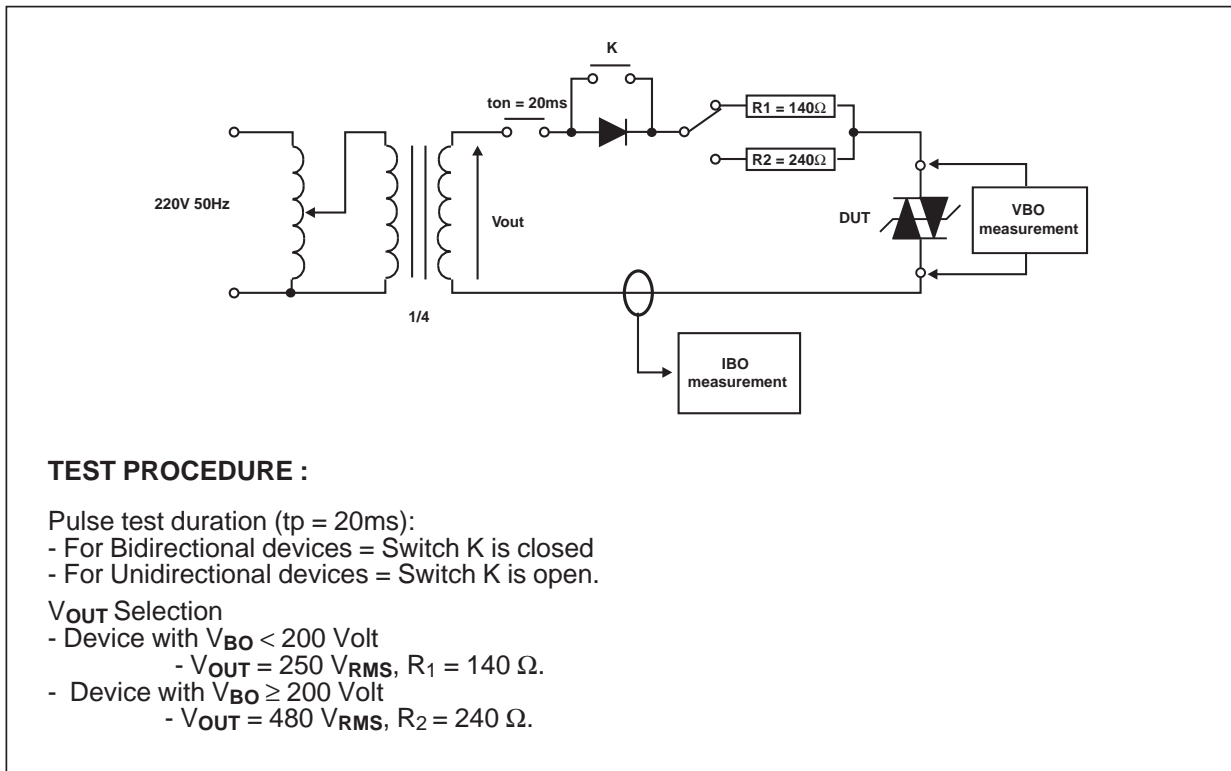 K
ton = 20ms
R1 = 140Ω
R2 = 240Ω
220V 50Hz
Vout
DUT
VBO
measurement
1/4
IBO
measurement
TEST PROCEDURE :
Pulse test duration (tp = 20ms):
- For Bidirectional devices = Switch K is closed
- For Unidirectional devices = Switch K is open.
VOUT Selection
- Device with VBO < 200 Volt
- VOUT = 250 VRMS, R1 = 140 Ω.
- Device with VBO ≥ 200 Volt
- VOUT = 480 VRMS, R2 = 240 Ω.